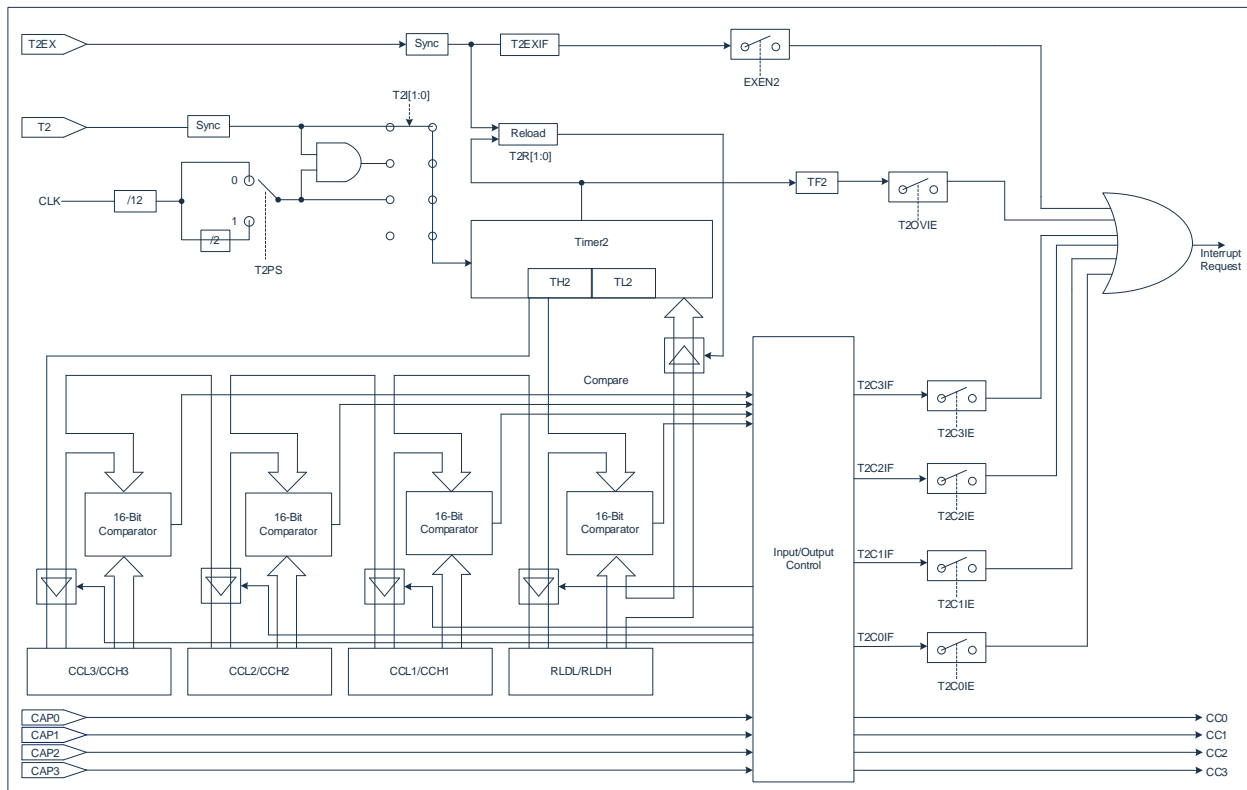 T2EX
Sync
T2EXIF
EXEN2
T2I[1:0]
T2
Sync
Reload
T2R[1:0]
0
CLK
/12
1
/2
T2PS
TF2
T2OVIE
Timer2
TH2
TL2
Interrupt
Request
Compare
T2C3IF
T2C3IE
T2C2IF
T2C2IE
16-Bit
Comparator
16-Bit
Comparator
16-Bit
Comparator
16-Bit
Comparator
Input/Output
Control
T2C1IF
T2C1IE
T2C0IF
T2C0IE
CCL3/CCH3
CCL2/CCH2
CCL1/CCH1
RLDL/RLDH
CAP0
CC0
CAP1
CC1
CAP2
CC2
CAP3
CC3